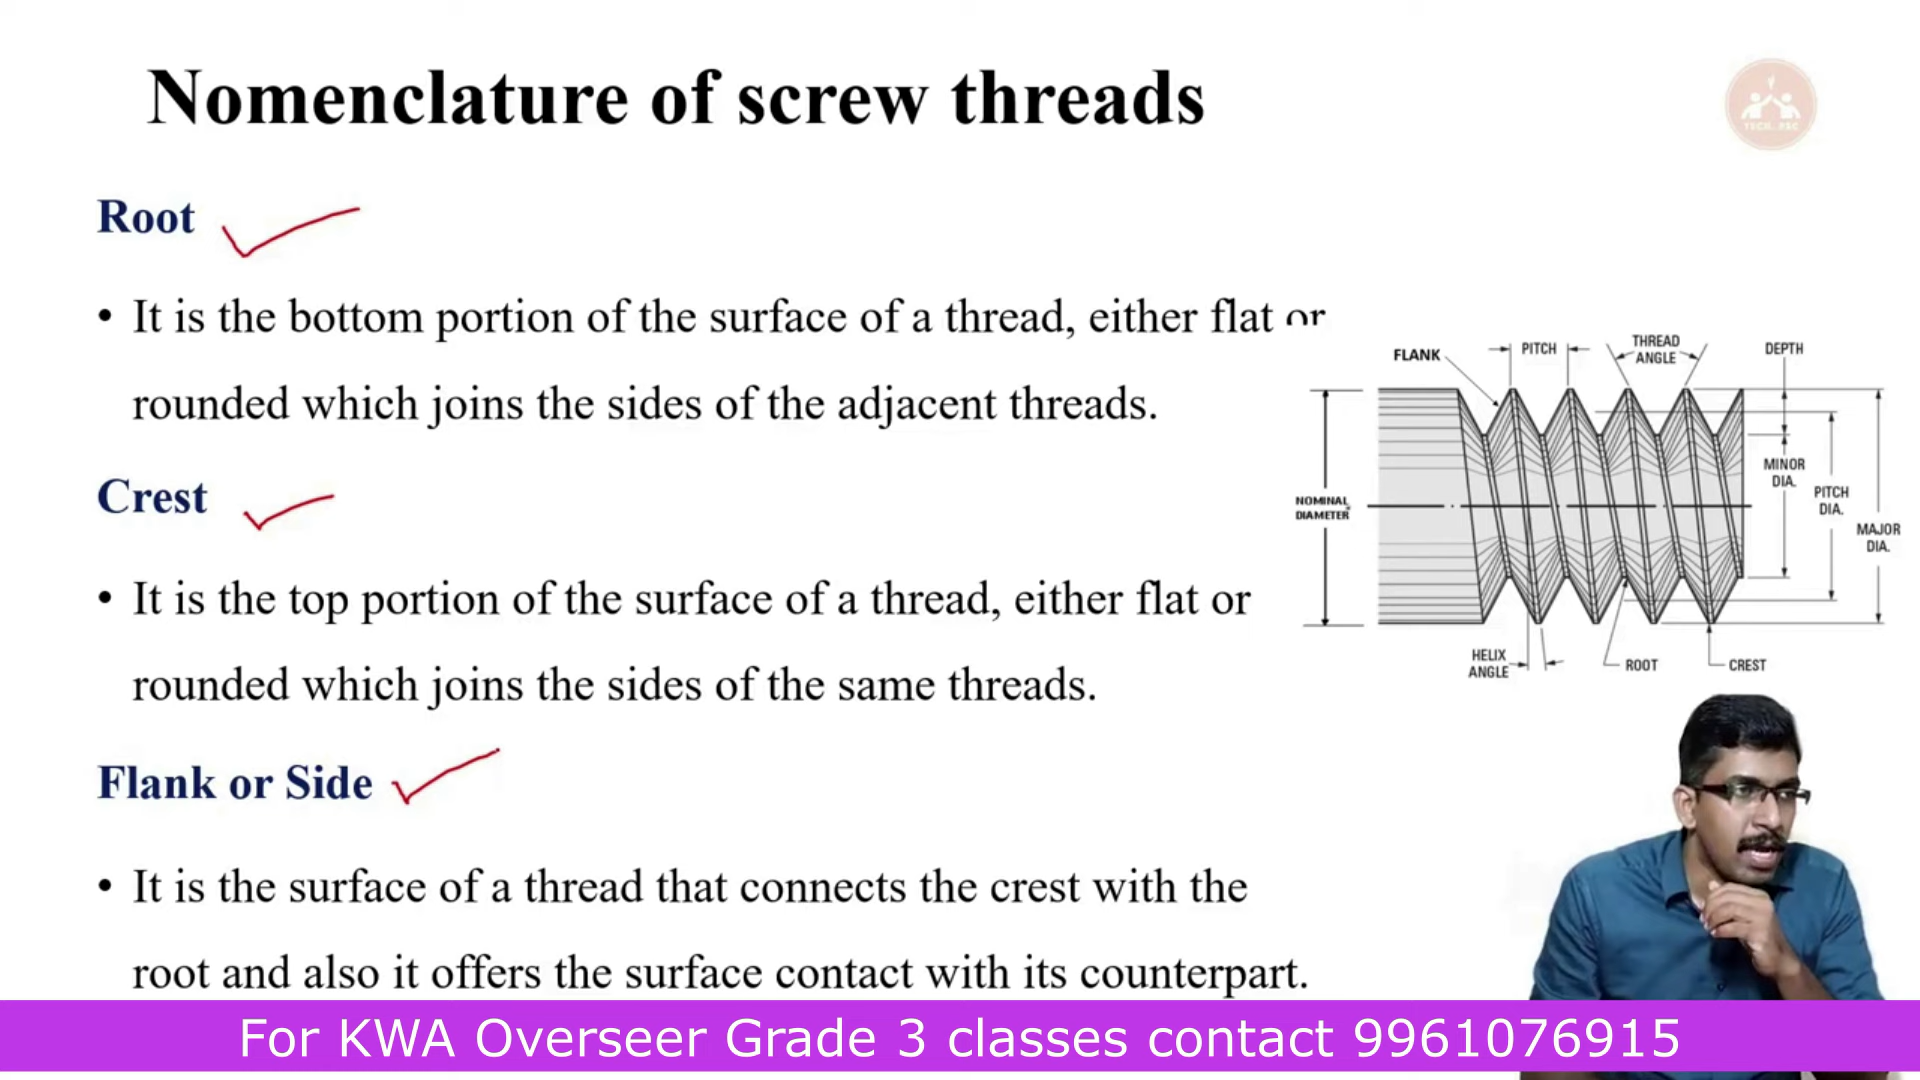 Nomenclature of screw threads
TECH. PSC
Root
• It is the bottom portion of the surface of a thread, either flat or
rounded which joins the sides of the adjacent threads.
Crest
• It is the top portion of the surface of a thread, either flat or
rounded which joins the sides of the same threads.
Flank or Side
• It is the surface of a thread that connects the crest with the
root and also it offers the surface contact with its counterpart.
FLANK
PITCH
THREAD
ANGLE
DEPTH
NOMINAL
DIAMETER
MINOR
DIA.
PITCH
DIA.
MAJOR
DIA.
HELIX
ANGLE
ROOT
CREST
For KWA Overseer Grade 3 classes contact 9961076915